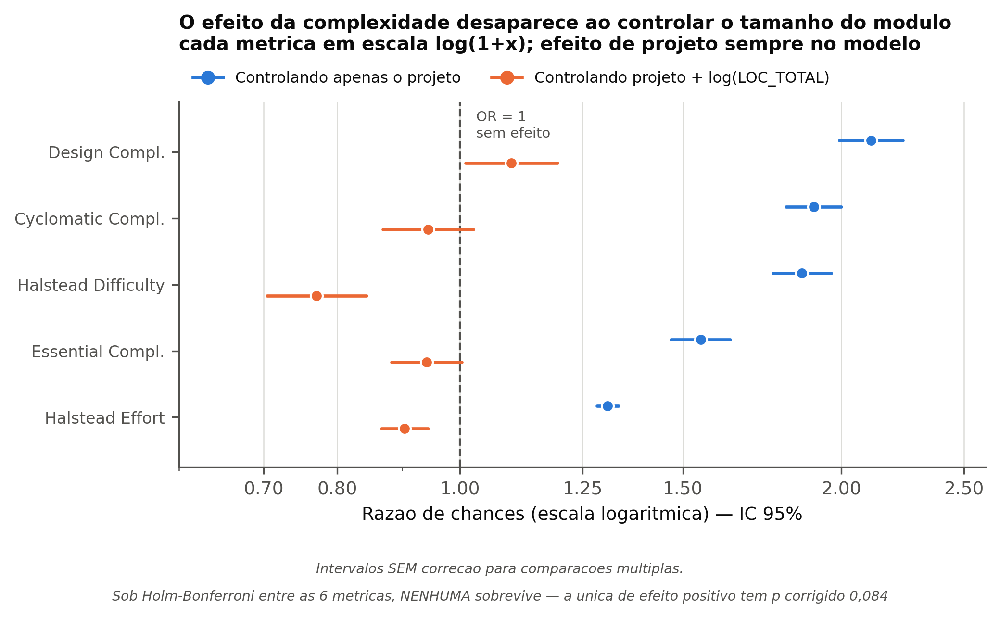 O efeito da complexidade desaparece ao controlar o tamanho do modulo
cada metrica em escala log(1+x); efeito de projeto sempre no modelo
Controlando apenas o projeto
Controlando projeto + log(LOC_TOTAL)
OR = 1
sem efeito
Design Compl.
Cyclomatic Compl.
Halstead Difficulty
Essential Compl.
Halstead Effort
0.70 0.80 1.00 1.25 1.50 2.00 2.50
Razao de chances (escala logaritmica) — IC 95%
Intervalos SEM correcao para comparacoes multiplas.
Sob Holm-Bonferroni entre as 6 metricas, NENHUMA sobrevive — a unica de efeito positivo tem p corrigido 0,084